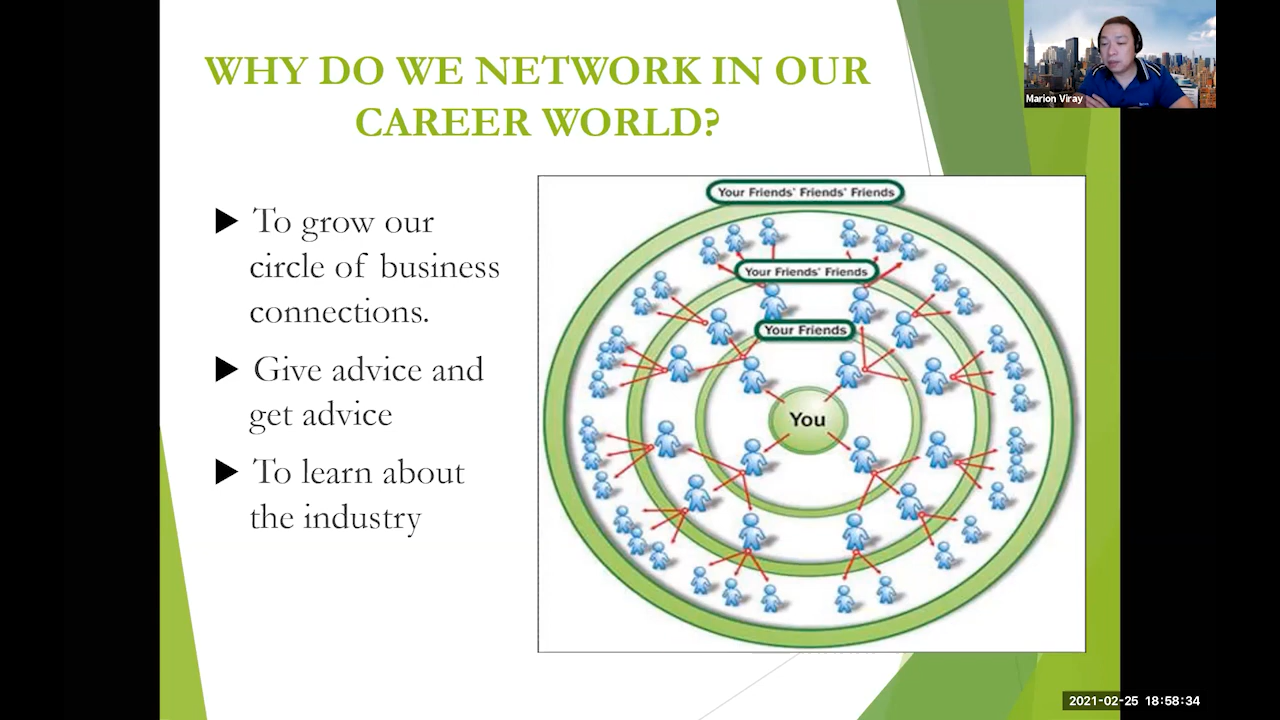 WHY DO WE NETWORK IN OUR
CAREER WORLD?
To grow our
circle of business
connections.
Give advice and
get advice
To learn about
the industry
Your Friends' Friends' Friends
Your Friends' Friends
Your Friends
You
Marion Viray
2021-02-25 18:58:34